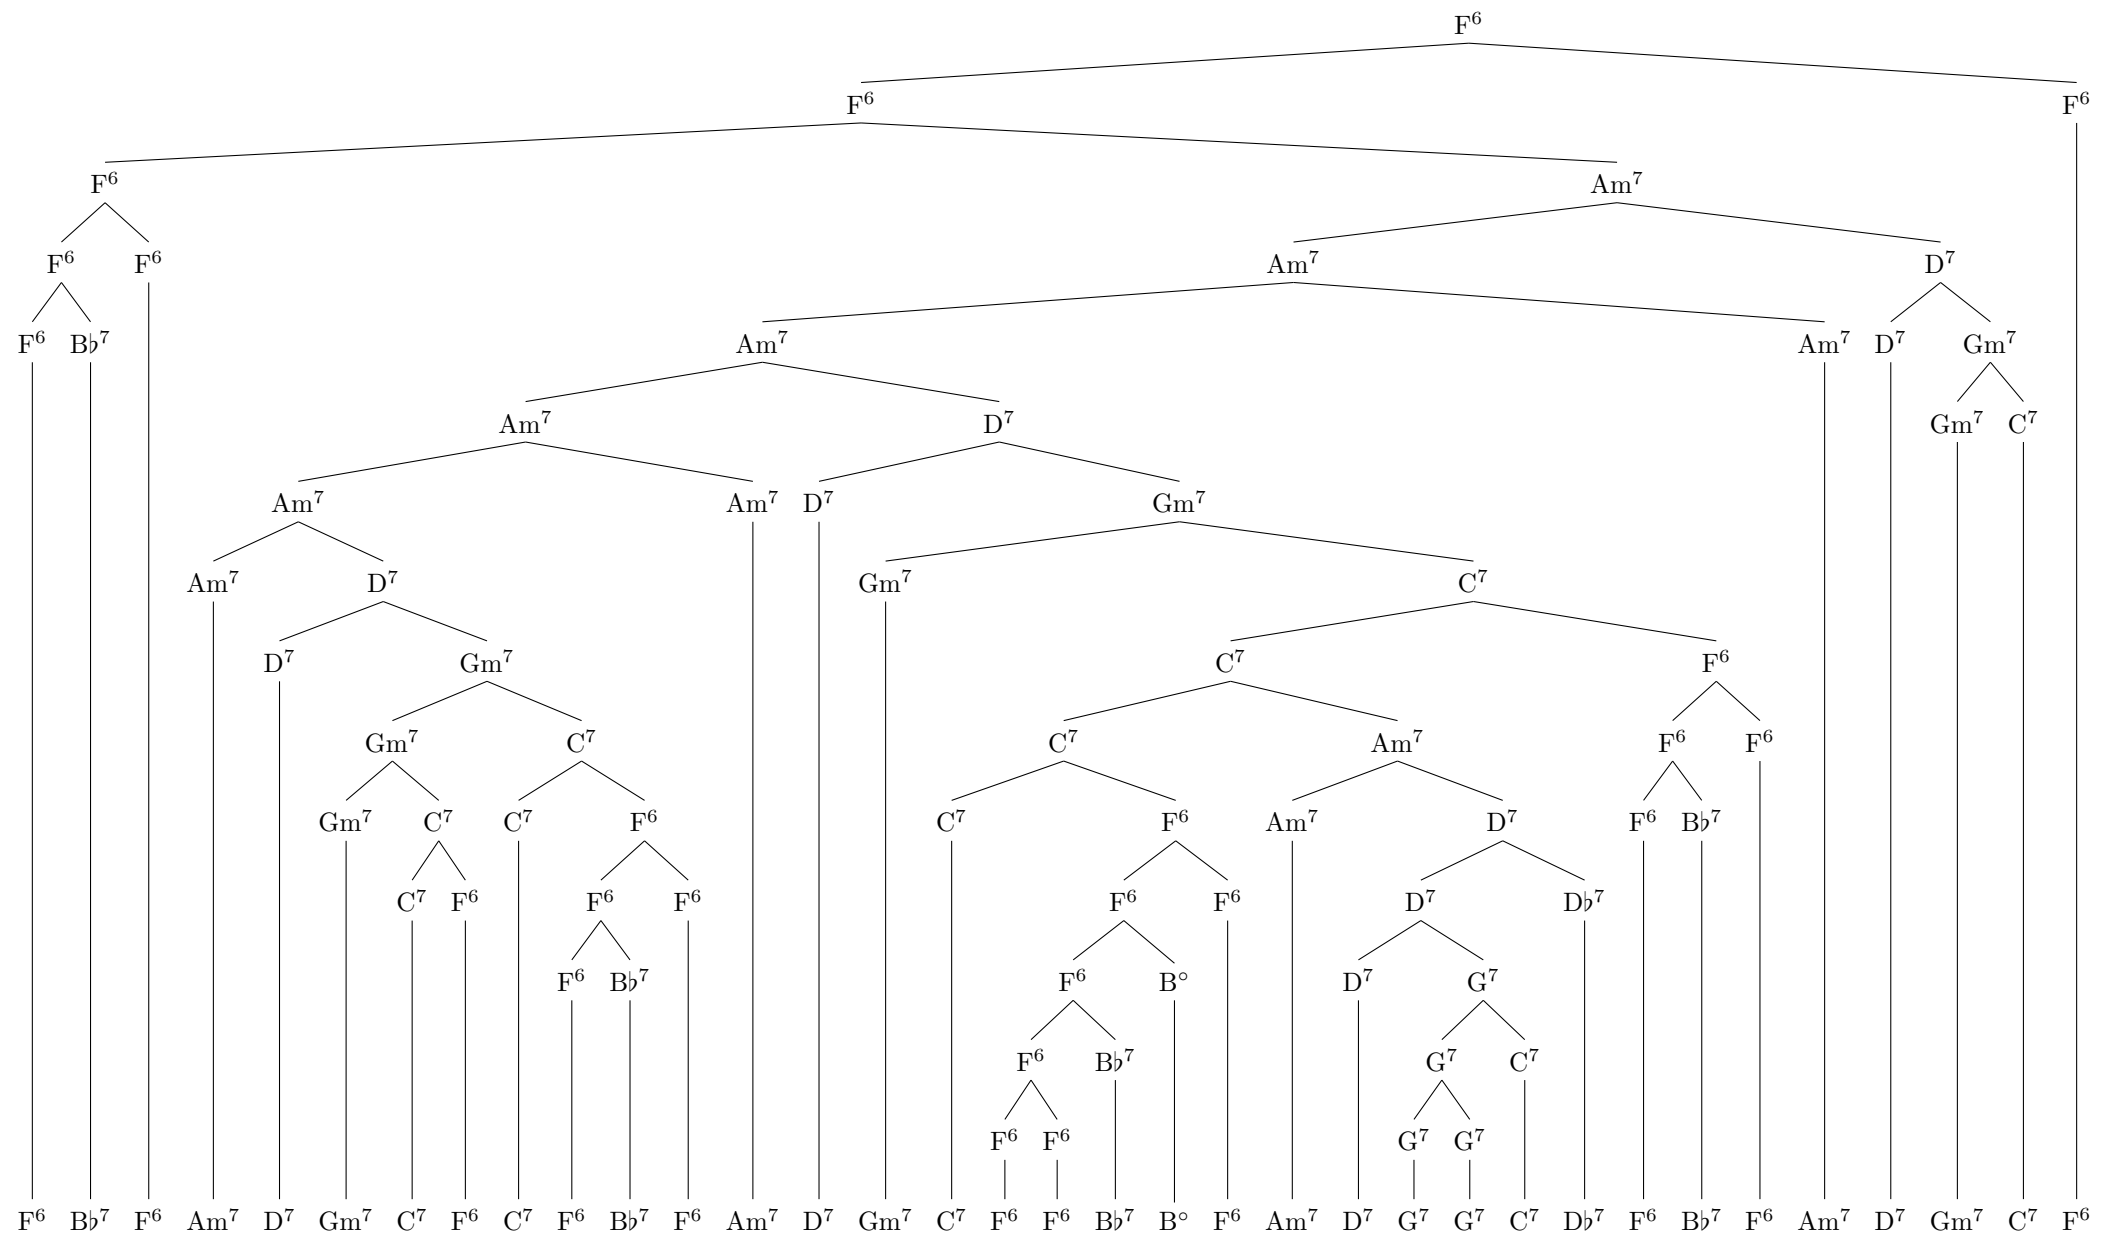 F⁶
F⁶ F⁶
F⁶ Am⁷
F⁶ F⁶ Am⁷ D⁷
F⁶ B♭⁷ Am⁷ Am⁷ D⁷ Gm⁷
Am⁷ D⁷ Gm⁷ C⁷
Am⁷ Am⁷ D⁷ Gm⁷
Am⁷ D⁷ Gm⁷ C⁷
D⁷ Gm⁷ C⁷ F⁶
Gm⁷ C⁷ C⁷ Am⁷ F⁶ F⁶
Gm⁷ C⁷ C⁷ F⁶ C⁷ F⁶ Am⁷ D⁷ F⁶ B♭⁷
C⁷ F⁶ F⁶ F⁶ F⁶ F⁶ D⁷ D♭⁷
F⁶ B♭⁷ F⁶ B° D⁷ G⁷
F⁶ B♭⁷ G⁷ C⁷
F⁶ F⁶ G⁷ G⁷
F⁶ B♭⁷ F⁶ Am⁷ D⁷ Gm⁷ C⁷ F⁶ C⁷ F⁶ B♭⁷ F⁶ Am⁷ D⁷ Gm⁷ C⁷ F⁶ F⁶ B♭⁷ B° F⁶ Am⁷ D⁷ G⁷ G⁷ C⁷ D♭⁷ F⁶ B♭⁷ F⁶ Am⁷ D⁷ Gm⁷ C⁷ F⁶